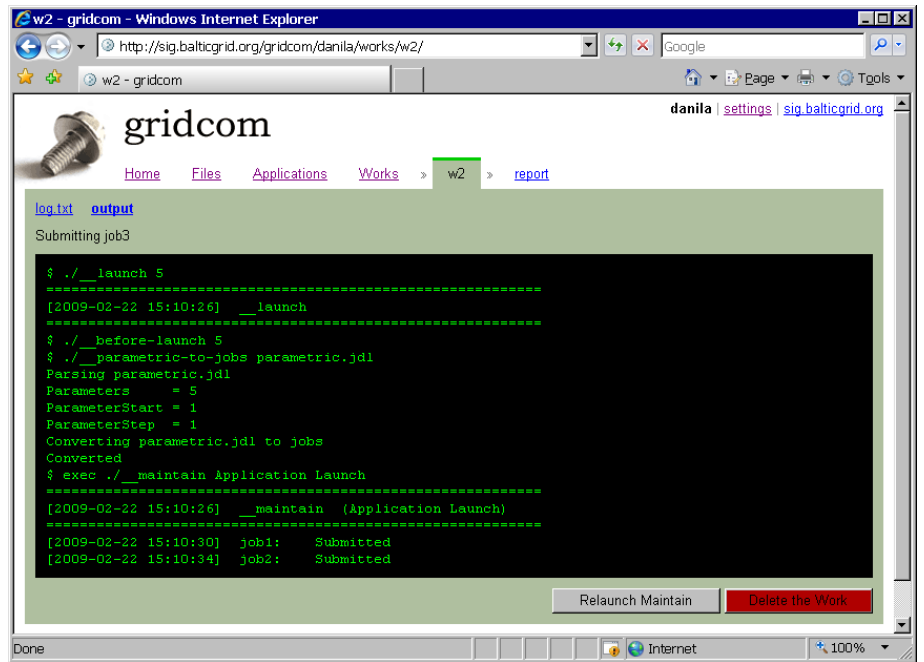 w2 - gridcom - Windows Internet Explorer
http://sig.balticgrid.org/gridcom/danila/works/w2/
Google
w2 - gridcom
Page
Tools
danila | settings | sig.balticgrid.org
gridcom
Home Files Applications Works » w2 » report
log.txt output
Submitting job3
$ ./__launch 5
============================================================
[2009-02-22 15:10:26] __launch
============================================================
$ ./__before-launch 5
$ ./__parametric-to-jobs parametric.jdl
Parsing parametric.jdl
Parameters = 5
ParameterStart = 1
ParameterStep = 1
Converting parametric.jdl to jobs
Converted
$ exec ./__maintain Application Launch
============================================================
[2009-02-22 15:10:26] __maintain (Application Launch)
============================================================
[2009-02-22 15:10:30] job1: Submitted
[2009-02-22 15:10:34] job2: Submitted
Relaunch Maintain
Delete the Work
Done
Internet
100%